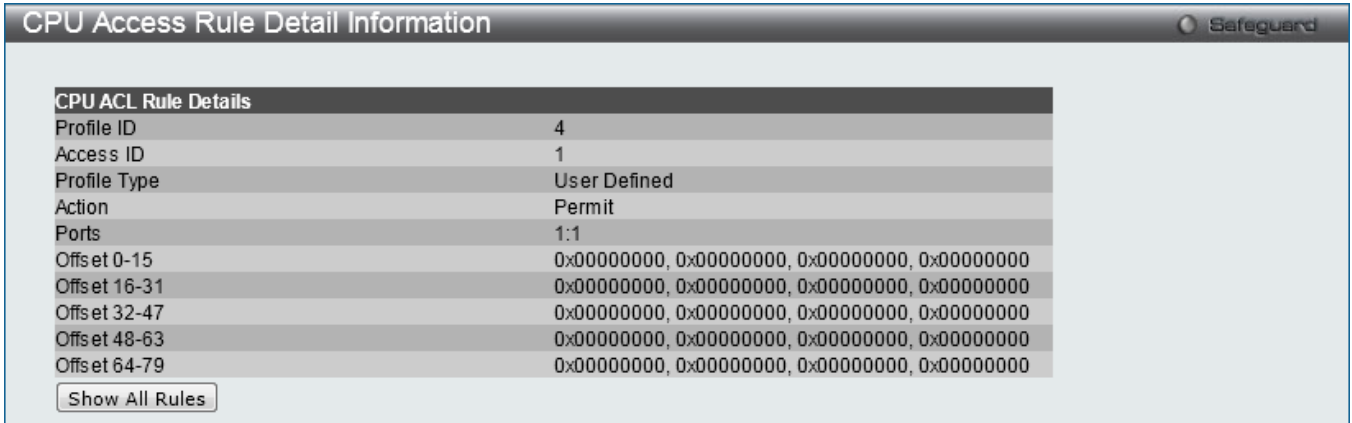 CPU Access Rule Detail Information Safeguard
CPU ACL Rule Details
Profile ID 4
Access ID 1
Profile Type User Defined
Action Permit
Ports 1:1
Offset 0-15 0x00000000, 0x00000000, 0x00000000, 0x00000000
Offset 16-31 0x00000000, 0x00000000, 0x00000000, 0x00000000
Offset 32-47 0x00000000, 0x00000000, 0x00000000, 0x00000000
Offset 48-63 0x00000000, 0x00000000, 0x00000000, 0x00000000
Offset 64-79 0x00000000, 0x00000000, 0x00000000, 0x00000000
Show All Rules